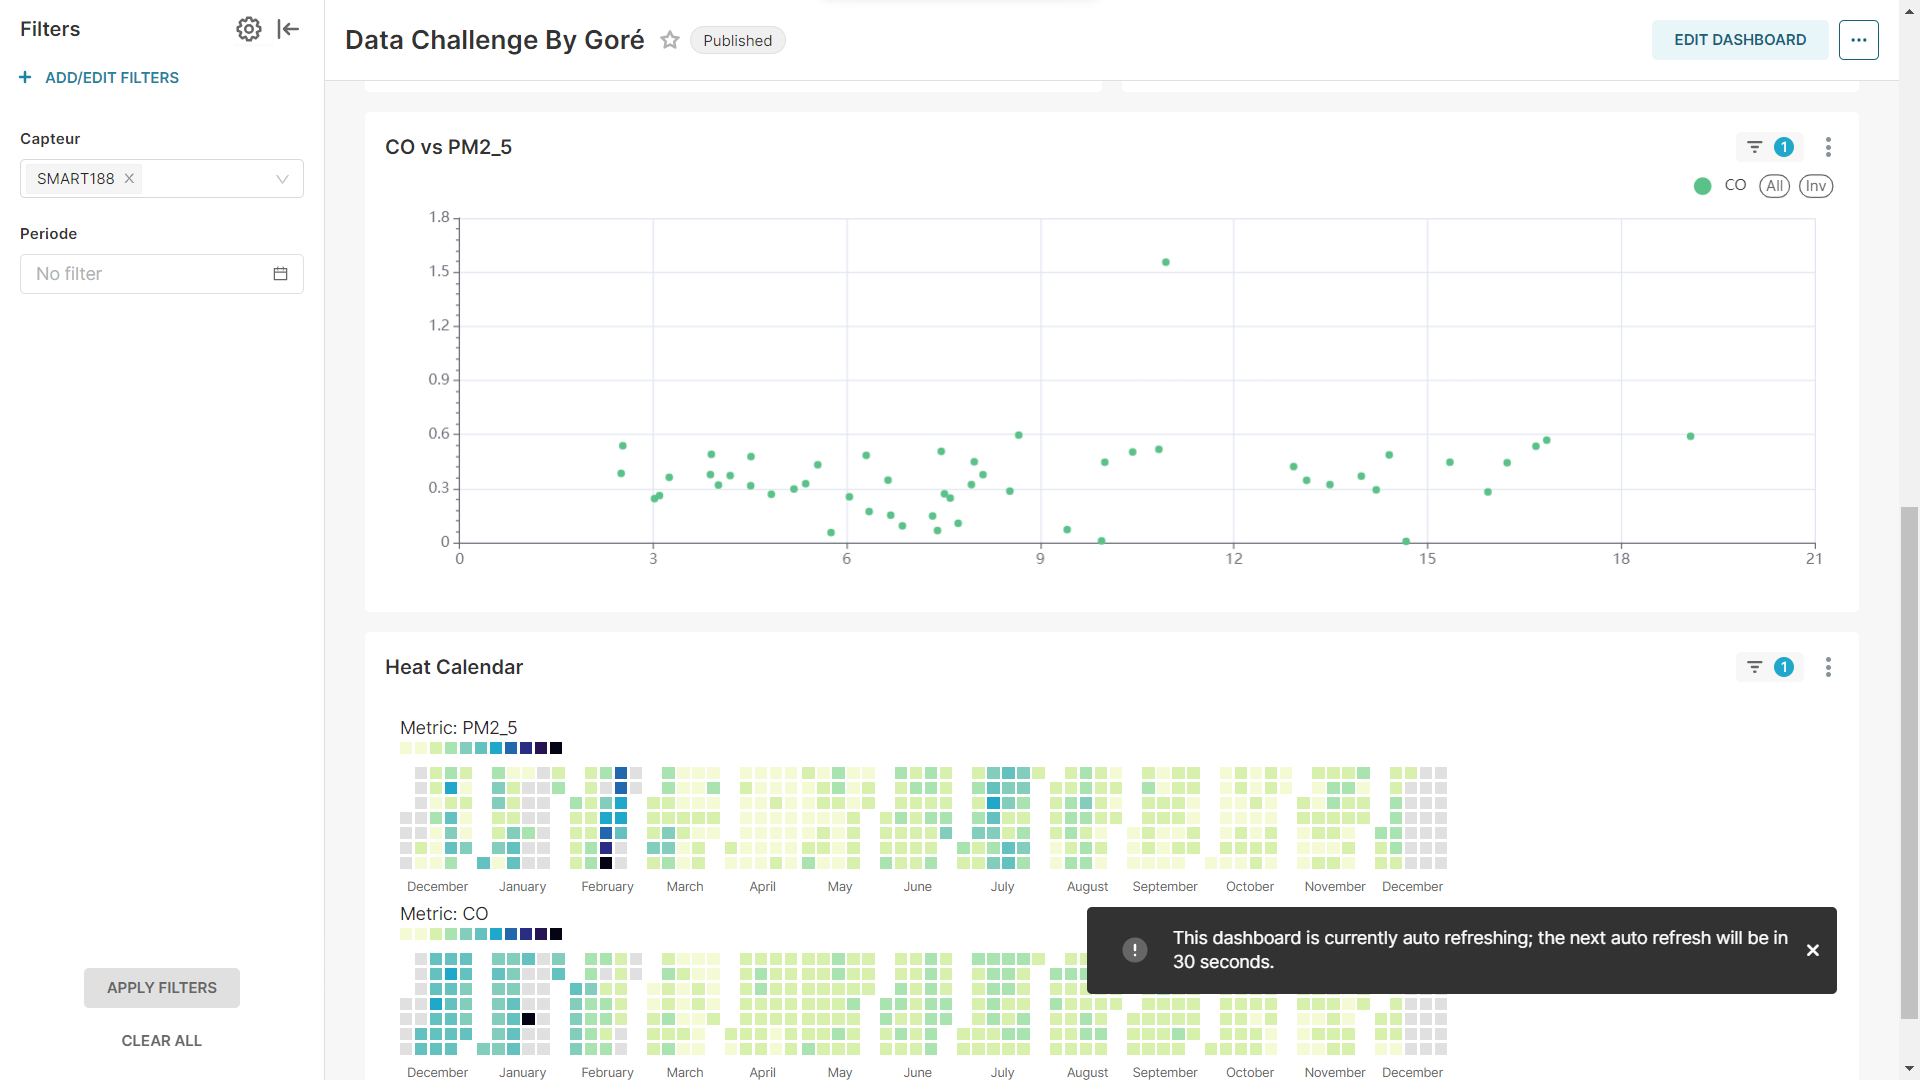 Filters
+ ADD/EDIT FILTERS
Capteur
SMART188
Periode
No filter
APPLY FILTERS
CLEAR ALL
Data Challenge By Goré
Published
EDIT DASHBOARD
CO vs PM2_5
1
CO All Inv
1.8
1.5
1.2
0.9
0.6
0.3
0
0 3 6 9 12 15 18 21
Heat Calendar
1
Metric: PM2_5
December January February March April May June July August September October November December
Metric: CO
This dashboard is currently auto refreshing; the next auto refresh will be in
30 seconds.
December January February March April May June July August September October November December